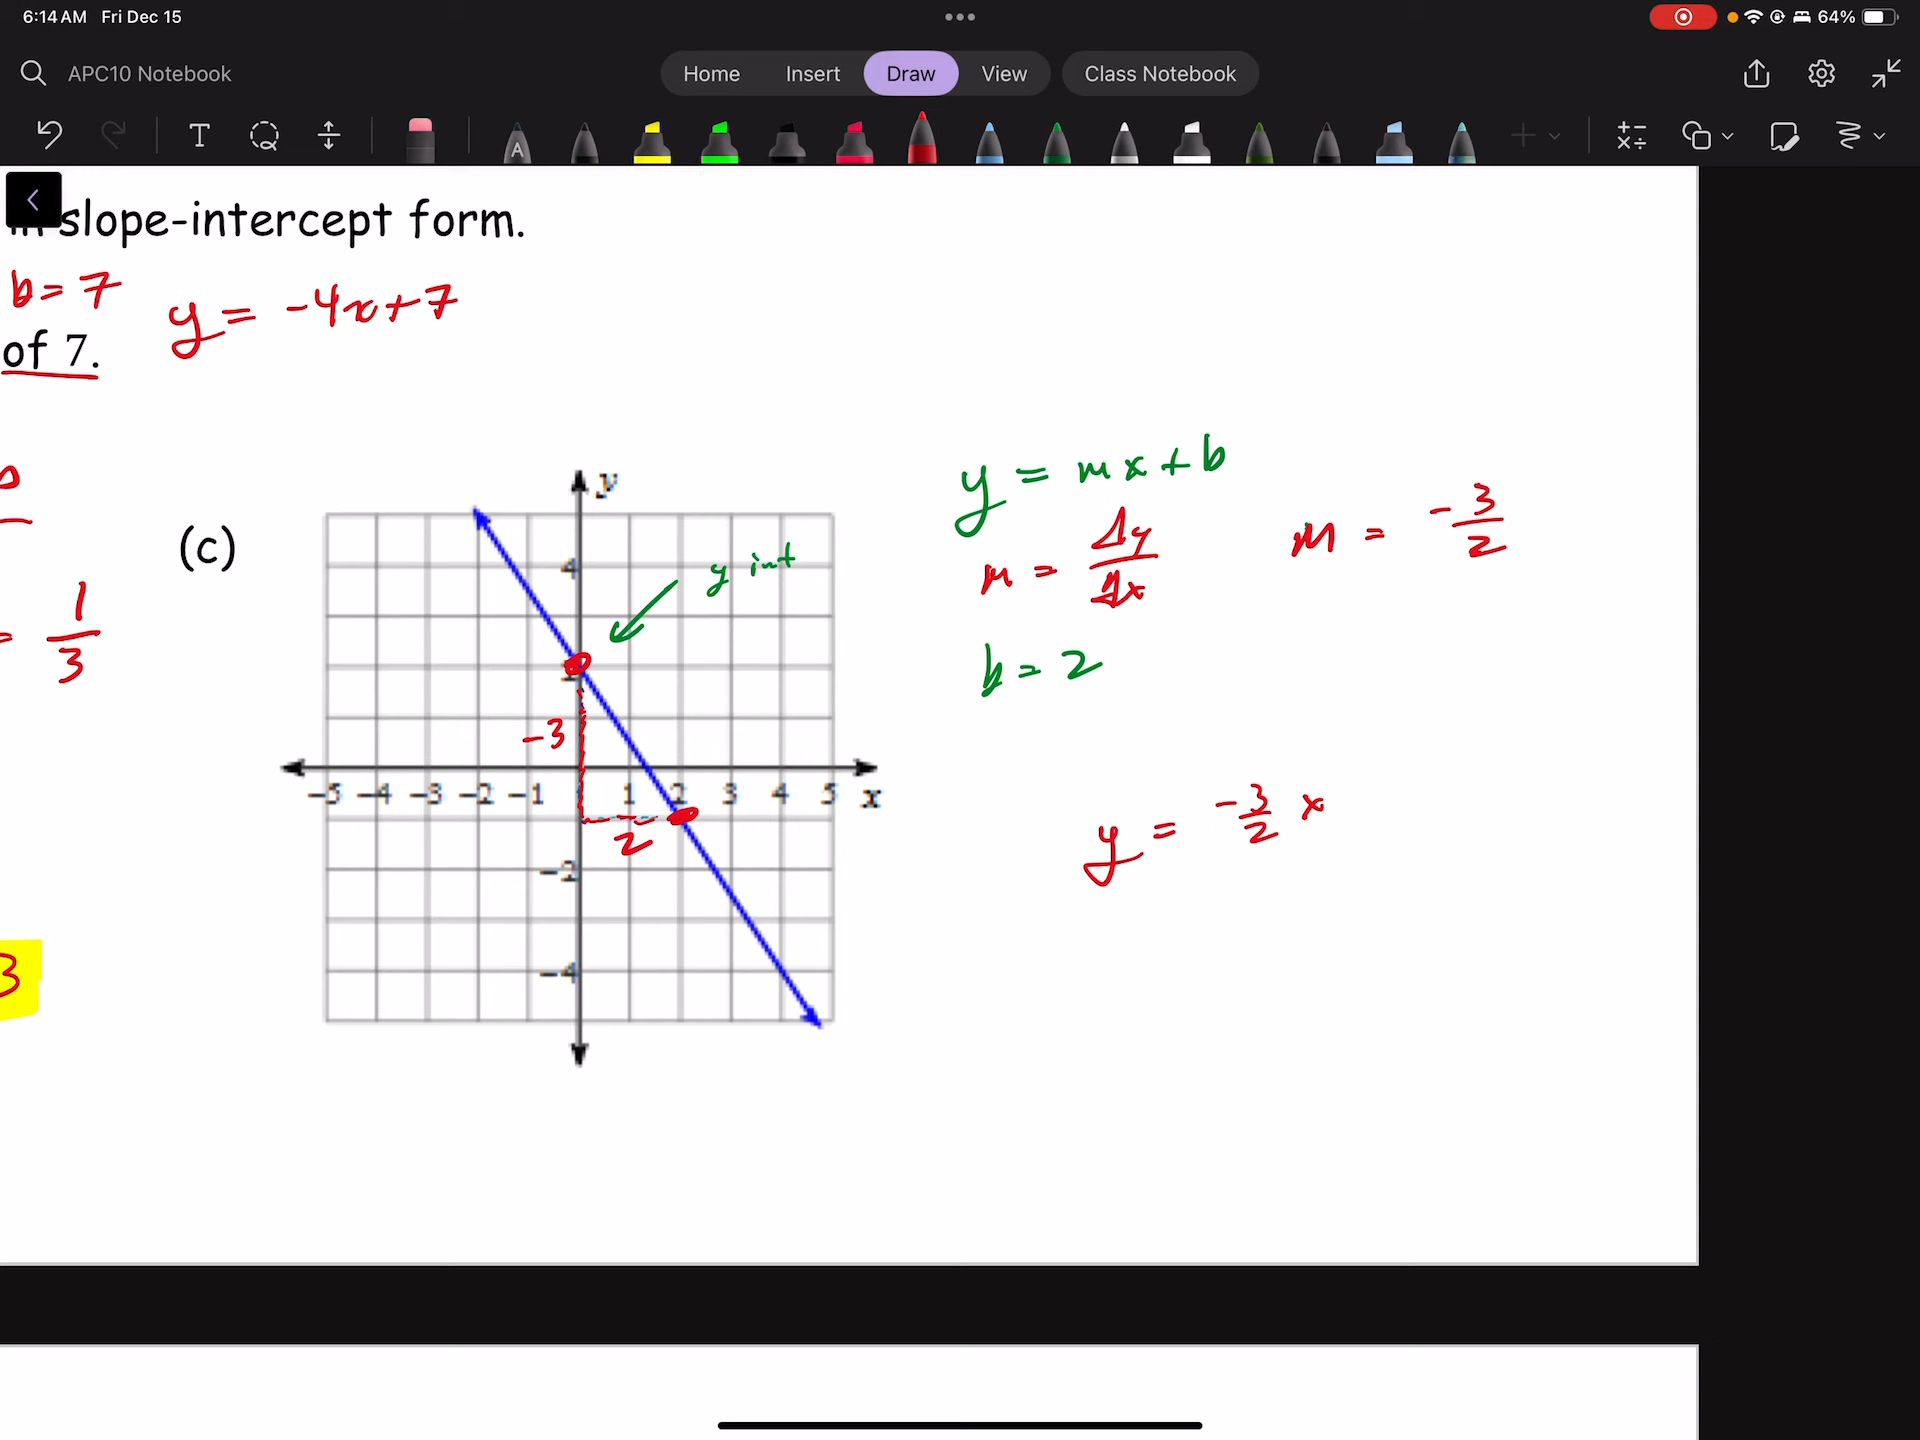 6:14 AM Fri Dec 15
64%
APC10 Notebook
Home Insert Draw View Class Notebook
in slope-intercept form.
b = 7 y = -4x+7
of 7.
= 1/3
3
(c)
y
4
2
-5 -4 -3 -2 -1 1 2 3 4 5 x
-2
-4
y int
-3
2
y = mx + b
m = Δy/Δx m = -3/2
b = 2
y = -3/2 x